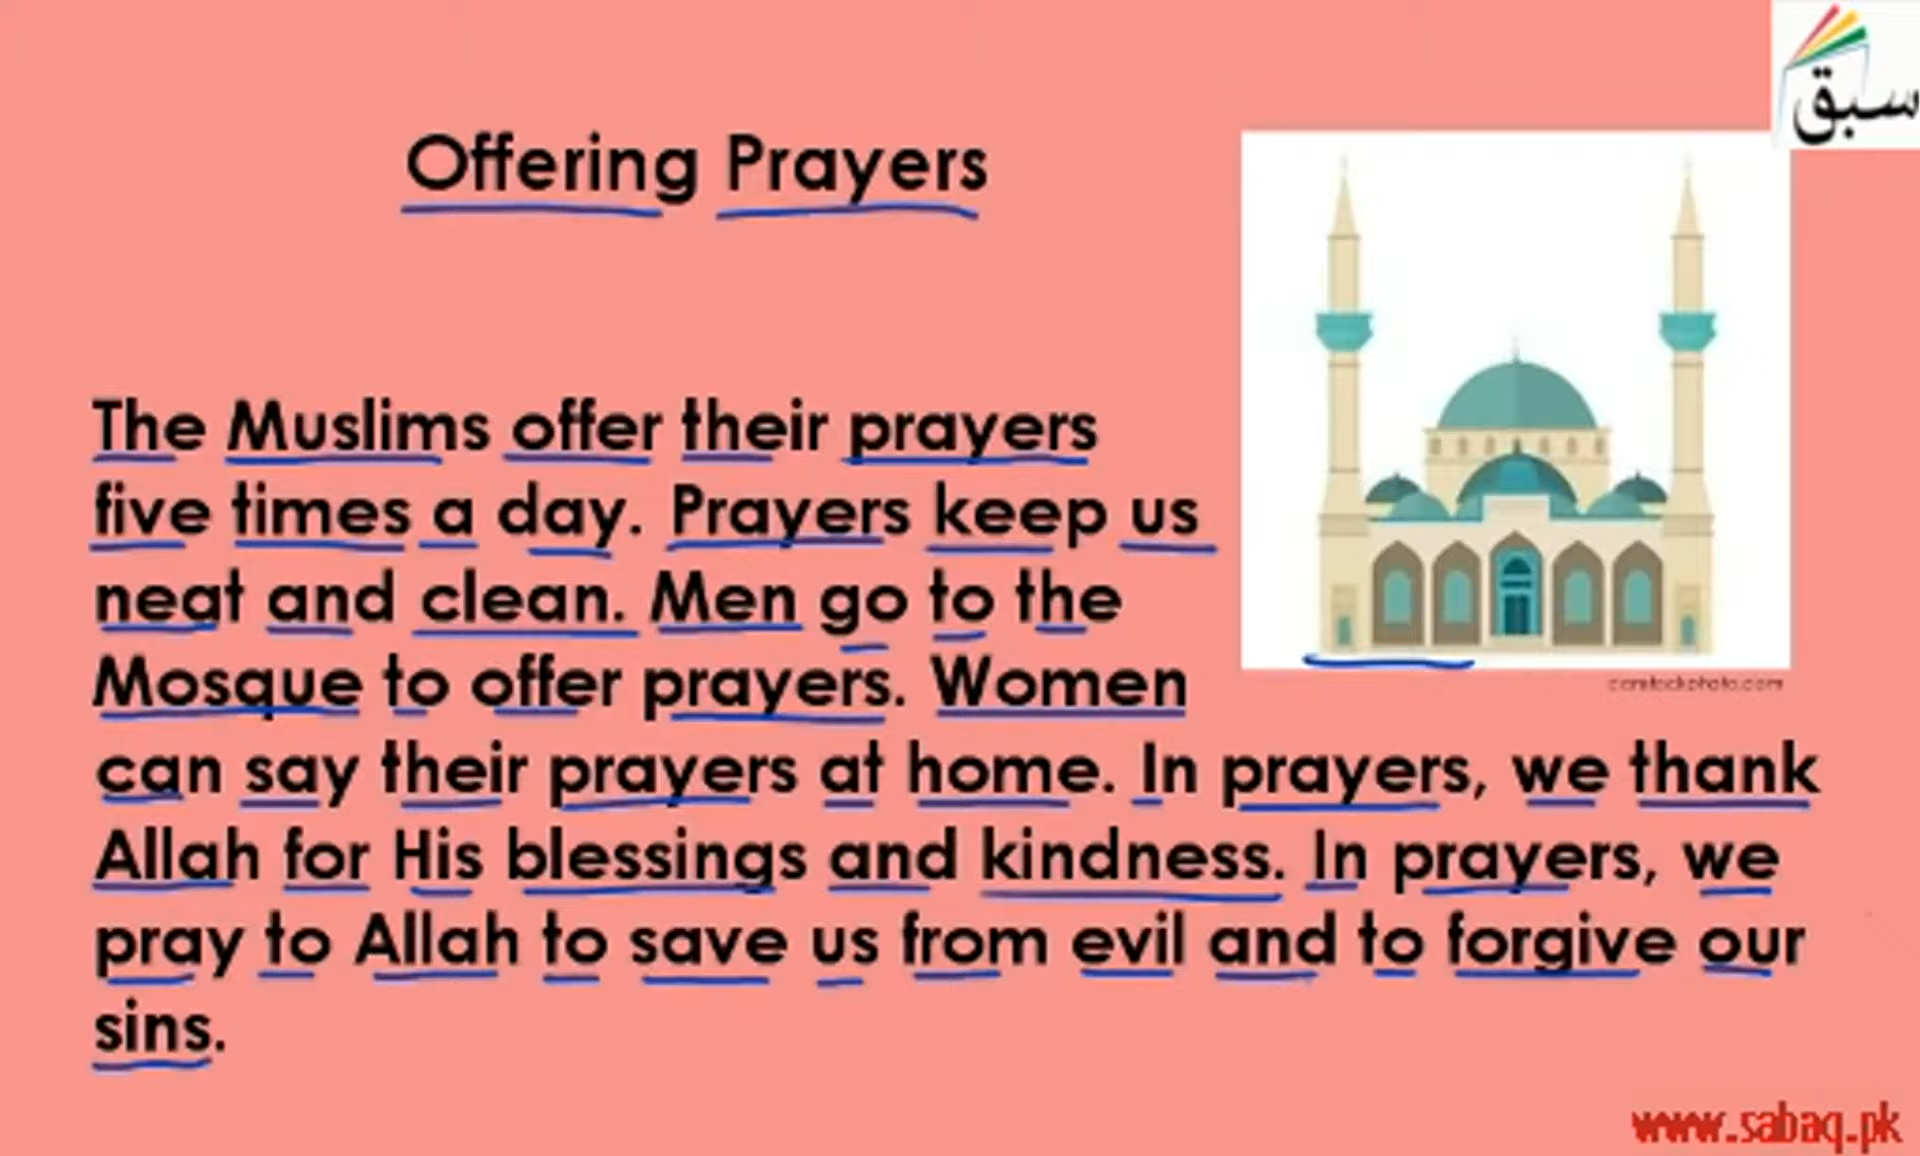 سبق
Offering Prayers
The Muslims offer their prayers
five times a day. Prayers keep us
neat and clean. Men go to the
Mosque to offer prayers. Women
can say their prayers at home. In prayers, we thank
Allah for His blessings and kindness. In prayers, we
pray to Allah to save us from evil and to forgive our
sins.
canstockphoto.com
www.sabaq.pk